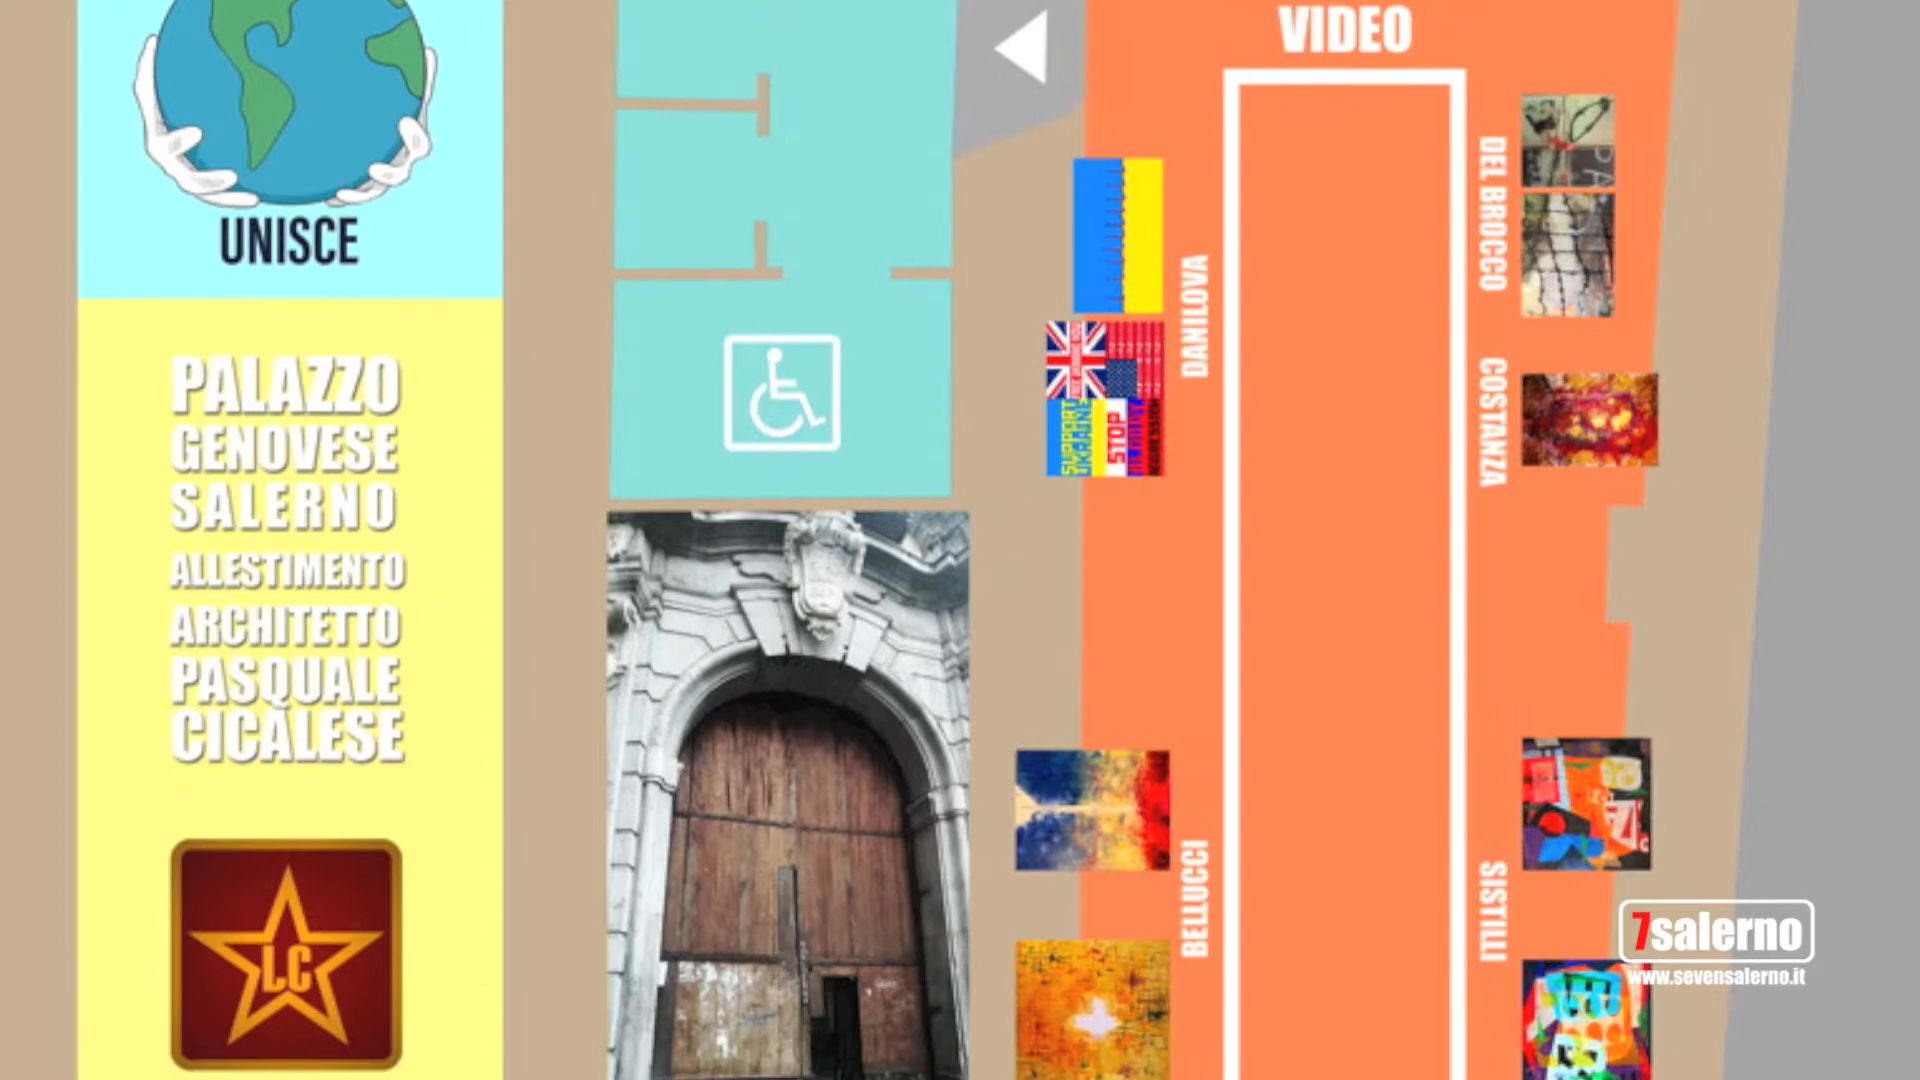 UNISCE
PALAZZO
GENOVESE
SALERNO
ALLESTIMENTO
ARCHITETTO
PASQUALE
CICALESE
LC
VIDEO
DANILOVA
DEL BROCCO
COSTANZA
SUPPORT
UKRAINE
STOP
BELLUCCI
SISTILLI
7salerno
www.sevensalerno.it